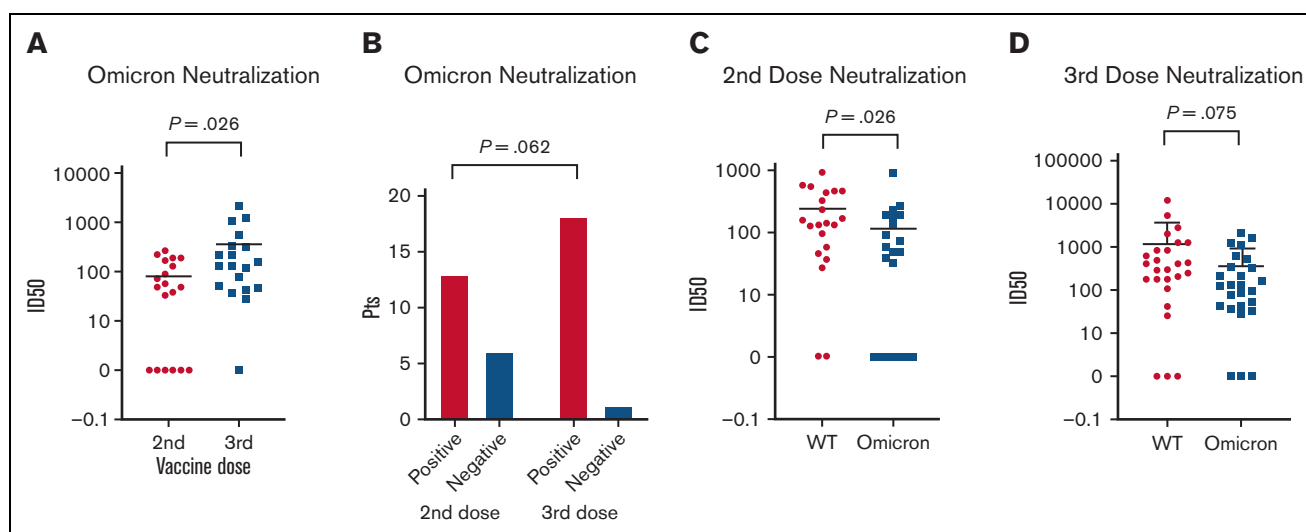 A
Omicron Neutralization
P = .026
10000
1000
100
10
0
−0.1
ID50
2nd
3rd
Vaccine dose
B
Omicron Neutralization
P = .062
20
15
10
5
0
Pts
Positive
Negative
Positive
Negative
2nd dose
3rd dose
C
2nd Dose Neutralization
P = .026
1000
100
10
0
−0.1
ID50
WT
Omicron
D
3rd Dose Neutralization
P = .075
100000
10000
1000
100
10
0
−0.1
ID50
WT
Omicron